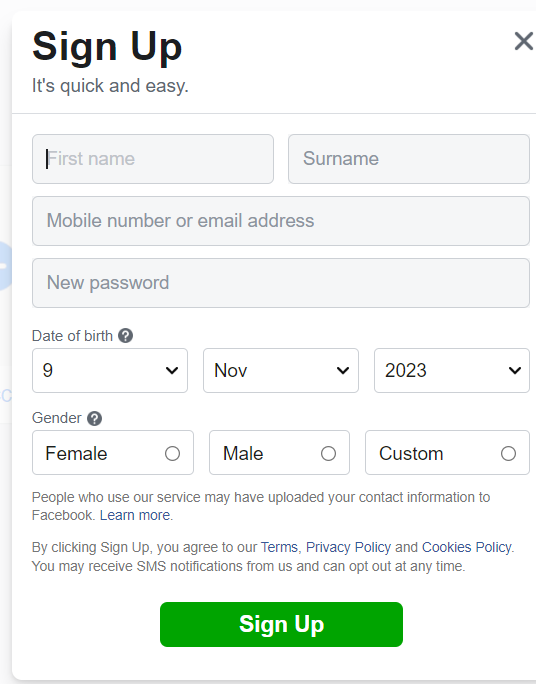 Sign Up
It's quick and easy.
First name Surname
Mobile number or email address
New password
Date of birth ?
9 Nov 2023
Gender ?
Female Male Custom
People who use our service may have uploaded your contact information to
Facebook. Learn more.
By clicking Sign Up, you agree to our Terms, Privacy Policy and Cookies Policy.
You may receive SMS notifications from us and can opt out at any time.
Sign Up